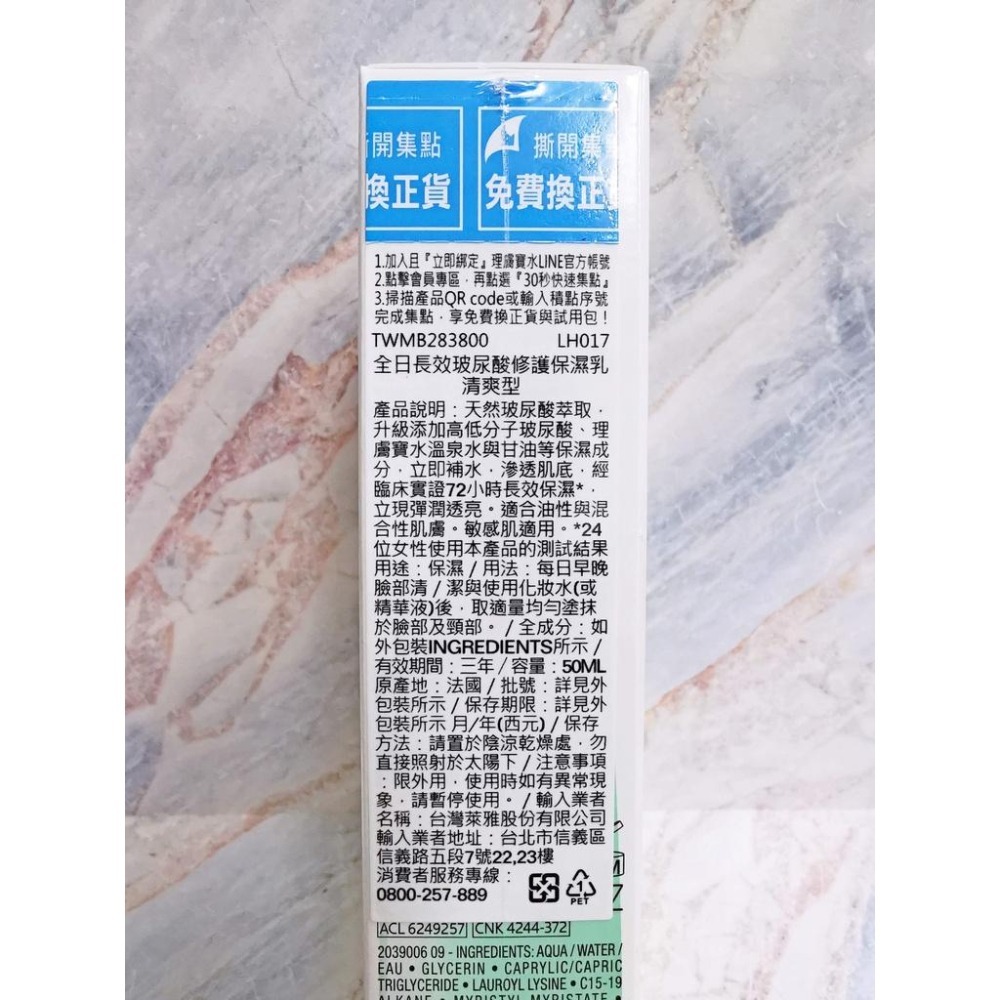 開集點 撕開集
換正貨 免費換正
1.加入且『立即綁定』理膚寶水LINE官方帳號
2.點擊會員專區，再點選『30秒快速集點』
3.掃描產品QR code或輸入積點序號
完成集點，享免費換正貨與試用包！
TWMB283800 LH017
全日長效玻尿酸修護保濕乳
清爽型
產品說明：天然玻尿酸萃取，
升級添加高低分子玻尿酸、理
膚寶水溫泉水與甘油等保濕成
分，立即補水，滲透肌底，經
臨床實證72小時長效保濕*，
立現彈潤透亮。適合油性與混
合性肌膚。敏感肌適用。*24
位女性使用本產品的測試結果
用途：保濕 / 用法：每日早晚
臉部清 / 潔與使用化妝水(或
精華液)後，取適量均勻塗抹
於臉部及頸部。 / 全成分：如
外包裝INGREDIENTS所示 /
有效期間：三年 / 容量：50ML
原產地：法國 / 批號：詳見外
包裝所示 / 保存期限：詳見外
包裝所示 月/年(西元) / 保存
方法：請置於陰涼乾燥處，勿
直接照射於太陽下 / 注意事項
：限外用，使用時如有異常現
象，請暫停使用。 / 輸入業者
名稱：台灣萊雅股份有限公司
輸入業者地址：台北市信義區
信義路五段7號22,23樓
消費者服務專線：
0800-257-889
1
PET
ACL 6249257 CNK 4244-372
2039006 09 - INGREDIENTS: AQUA / WATER /
EAU • GLYCERIN • CAPRYLIC/CAPRIC
TRIGLYCERIDE • LAUROYL LYSINE • C15-19
ALKANE • MYRISTYL MYRISTATE •